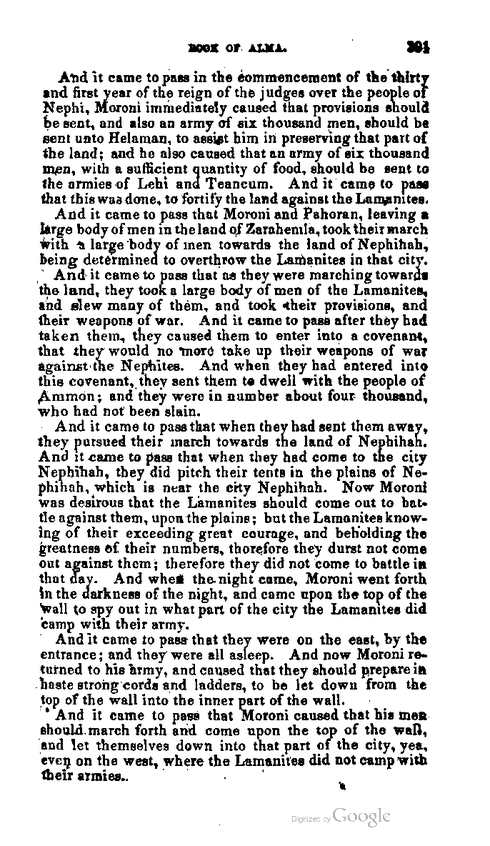 BOOK OF ALMA. 391
And it came to pass in the commencement of the thirty
and first year of the reign of the judges over the people of
Nephi, Moroni immediately caused that provisions should
be sent, and also an army of six thousand men, should be
sent unto Helaman, to assist him in preserving that part of
the land; and he also caused that an army of six thousand
men, with a sufficient quantity of food, should be sent to
the armies of Lehi and Teancum. And it came to pass
that this was done, to fortify the land against the Lamanites.
And it came to pass that Moroni and Pahoran, leaving a
large body of men in the land of Zarahemla, took their march
with a large body of men towards the land of Nephihah,
being determined to overthrow the Lamanites in that city.
And it came to pass that as they were marching towards
the land, they took a large body of men of the Lamanites,
and slew many of them, and took their provisions, and
their weapons of war. And it came to pass after they had
taken them, they caused them to enter into a covenant,
that they would no more take up their weapons of war
against the Nephites. And when they had entered into
this covenant, they sent them to dwell with the people of
Ammon; and they were in number about four thousand,
who had not been slain.
And it came to pass that when they had sent them away,
they pursued their march towards the land of Nephihah.
And it came to pass that when they had come to the city
Nephihah, they did pitch their tents in the plains of Ne-
phihah, which is near the city Nephihah. Now Moroni
was desirous that the Lamanites should come out to bat-
tle against them, upon the plains; but the Lamanites know-
ing of their exceeding great courage, and beholding the
greatness of their numbers, therefore they durst not come
out against them; therefore they did not come to battle in
that day. And when the night came, Moroni went forth
in the darkness of the night, and came upon the top of the
wall to spy out in what part of the city the Lamanites did
camp with their army.
And it came to pass that they were on the east, by the
entrance; and they were all asleep. And now Moroni re-
turned to his army, and caused that they should prepare in
haste strong cords and ladders, to be let down from the
top of the wall into the inner part of the wall.
And it came to pass that Moroni caused that his men
should march forth and come upon the top of the wall,
and let themselves down into that part of the city, yea,
even on the west, where the Lamanites did not camp with
their armies.
Digitized by Google